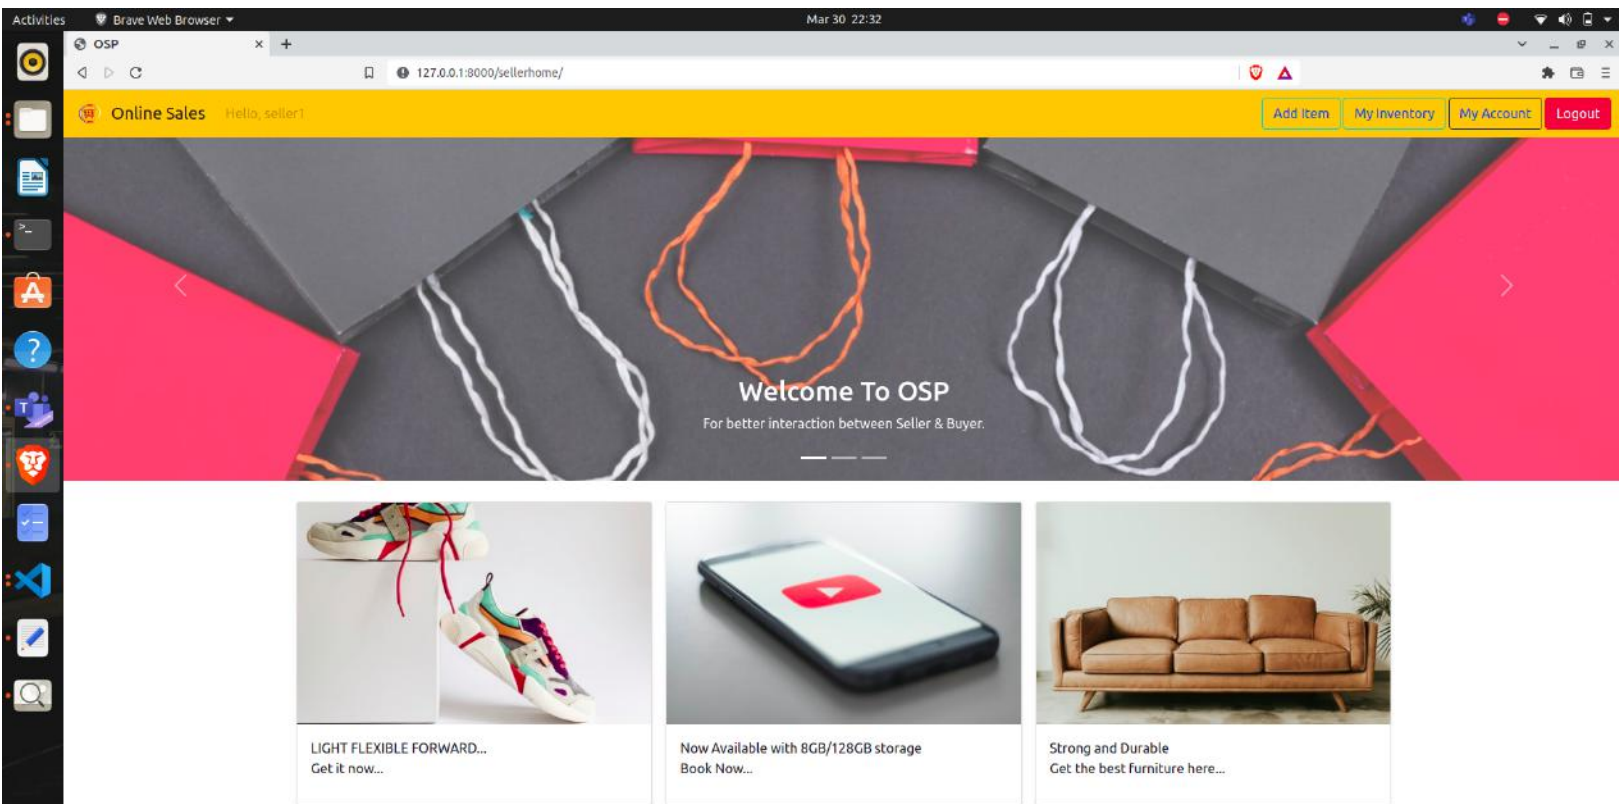 Activities
Brave Web Browser
Mar 30 22:32
OSP
127.0.0.1:8000/sellerhome/
Online Sales
Hello, seller1
Add Item
My Inventory
My Account
Logout
Welcome To OSP
For better interaction between Seller & Buyer.
LIGHT FLEXIBLE FORWARD...
Get it now...
Now Available with 8GB/128GB storage
Book Now...
Strong and Durable
Get the best furniture here...